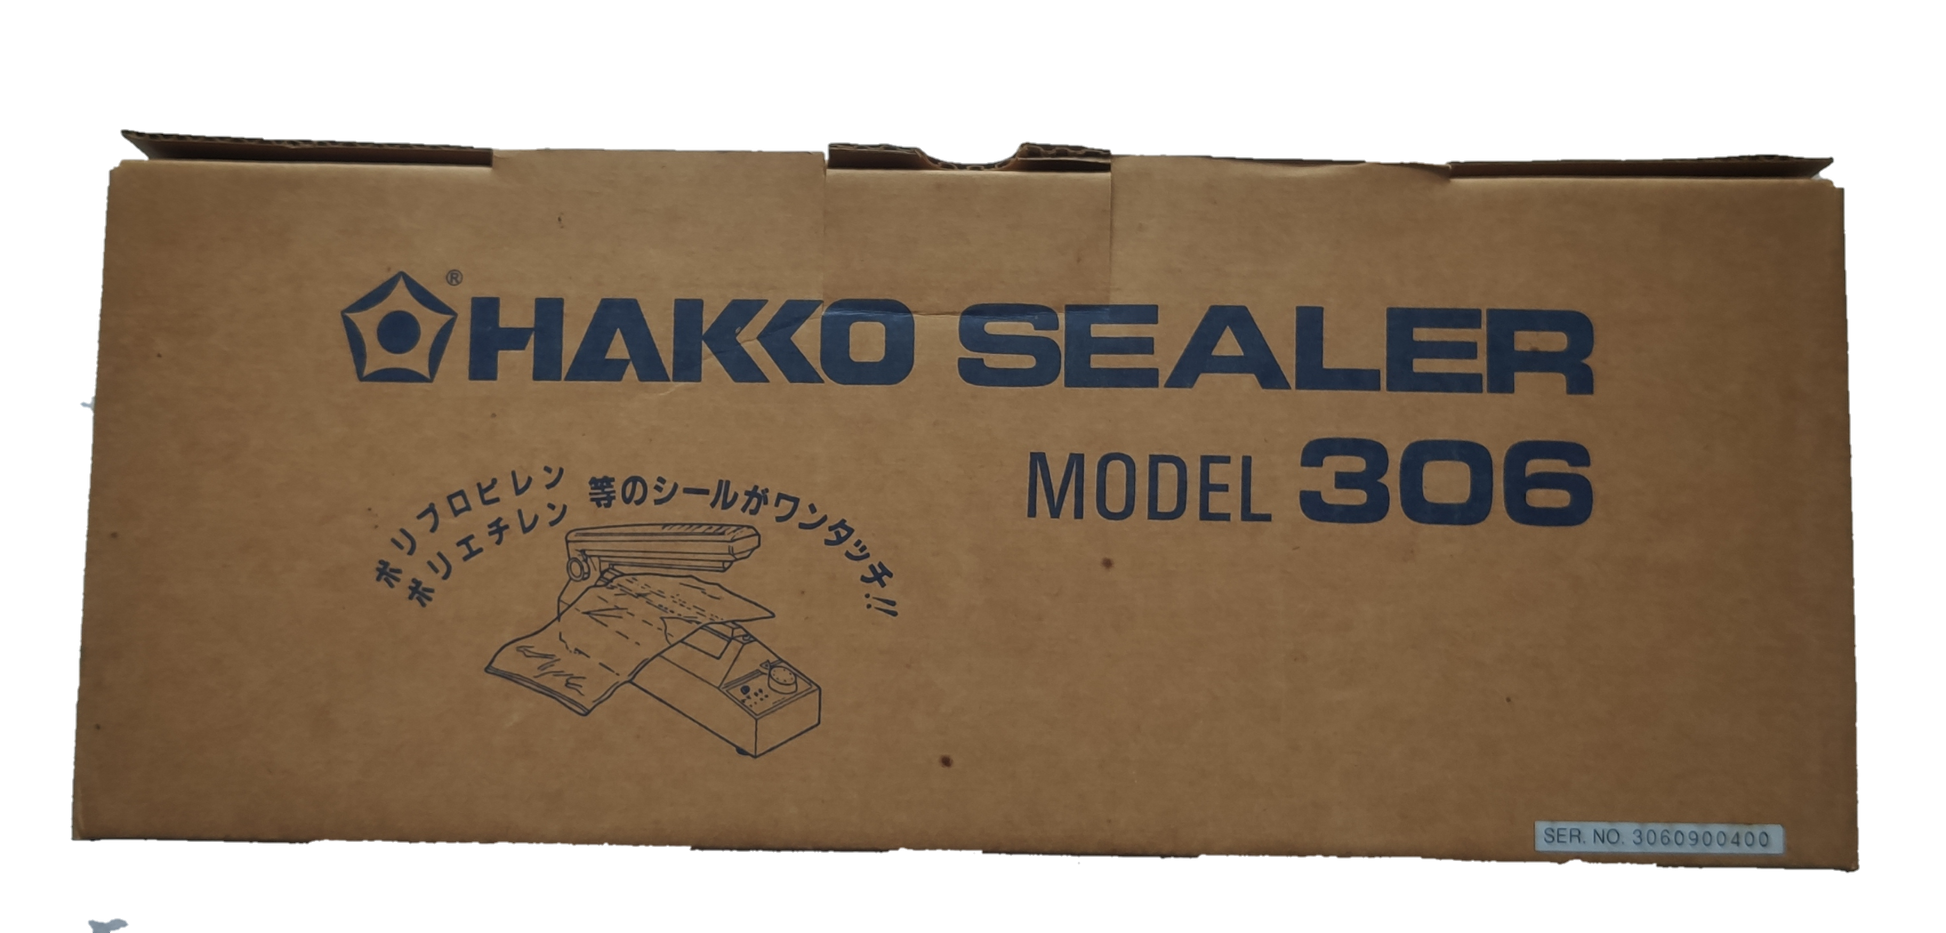 HAKKO SEALER
®
MODEL 306
ポリプロピレン
ポリエチレン
等のシールがワンタッチ!!
SER. NO. 3060900400